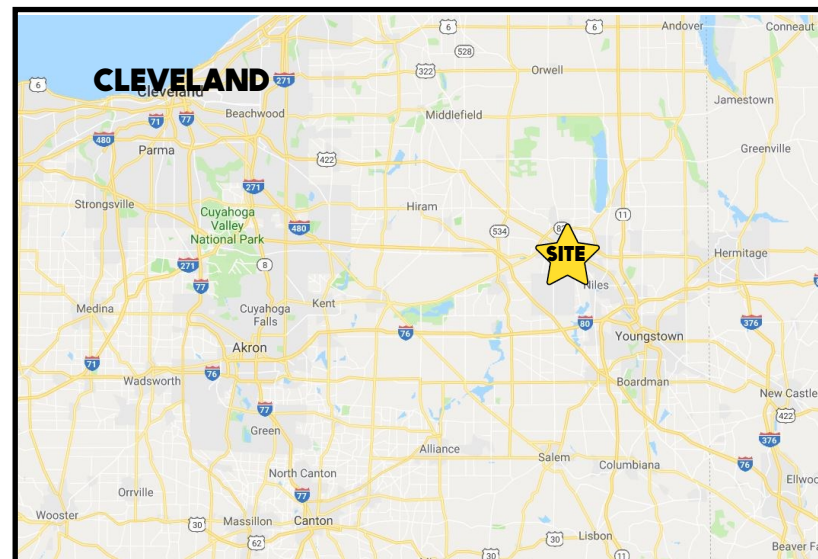 6
6
Andover
Conneaut
528
322
Orwell
CLEVELAND
Cleveland
271
6
Jamestown
71
77
Beachwood
Middlefield
480
Parma
422
Greenville
271
Strongsville
Hiram
Cuyahoga
Valley
National Park
480
534
11
SITE
Hermitage
271
8
77
Niles
Medina
Cuyahoga
Falls
Kent
76
80
376
Youngstown
Akron
71
76
Wadsworth
Boardman
New Castle
77
422
Green
376
Alliance
Salem
Columbiana
76
North Canton
Ellwo
Orrville
77
Wooster
30
Massillon
Canton
62
30
30
Lisbon
11
Beaver Fa